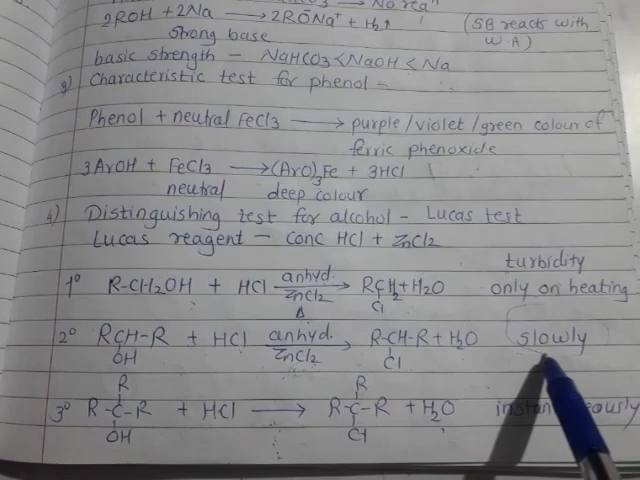 No rea^n
2ROH + 2Na ⟶ 2RONa⁺ + H₂↑ (SB reacts with
Strong base W.A)
basic strength – NaHCO3 < NaOH < Na
3) Characteristic test for phenol –
Phenol + neutral FeCl3 ⟶ purple/violet/green colour of
ferric phenoxide
3ArOH + FeCl3 ⟶ (ArO)3Fe + 3HCl
neutral deep colour
4) Distinguishing test for alcohol – Lucas test
Lucas reagent – conc HCl + ZnCl2
turbidity
1° R-CH2OH + HCl anhyd. ZnCl2 Δ ⟶ RCH2 + H2O only on heating
Cl
2° RCH-R + HCl anhyd. ZnCl2 ⟶ R-CH-R + H2O slowly
OH Cl
R R
3° R-C-R + HCl ⟶ R-C-R + H2O
OH Cl